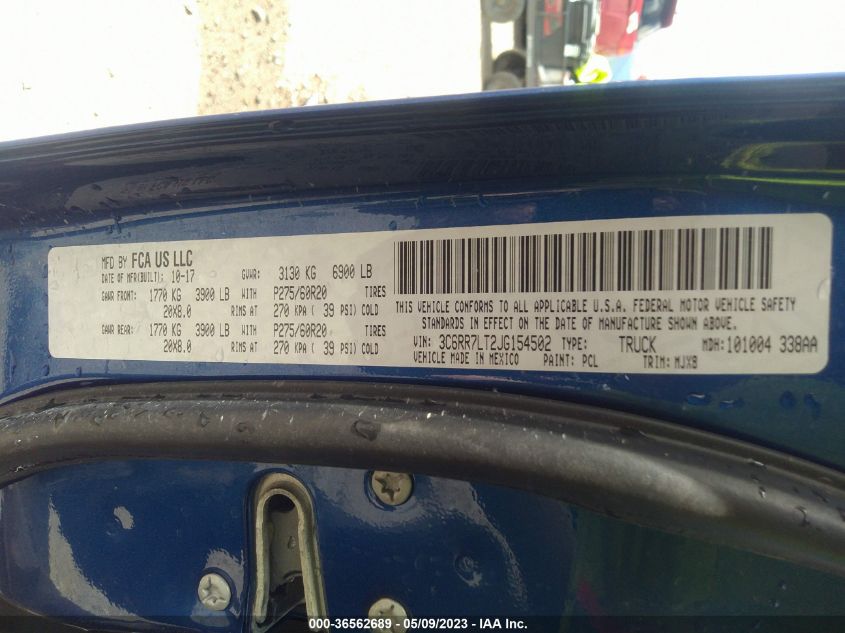 MFD BY FCA US LLC
DATE OF MFR(BUILT): 10-17 GVWR: 3130 KG 6900 LB
GAWR FRONT: 1770 KG 3900 LB WITH P275/60R20 TIRES
20X8.0 RIMS AT 270 KPA ( 39 PSI) COLD
GAWR REAR: 1770 KG 3900 LB WITH P275/60R20 TIRES
20X8.0 RIMS AT 270 KPA ( 39 PSI) COLD
THIS VEHICLE CONFORMS TO ALL APPLICABLE U.S.A. FEDERAL MOTOR VEHICLE SAFETY
STANDARDS IN EFFECT ON THE DATE OF MANUFACTURE SHOWN ABOVE.
VIN: 3C6RR7LT2JG154502 TYPE: TRUCK MDH: 101004 338AA
VEHICLE MADE IN MEXICO PAINT: PCL TRIM: MJX8
000-36562689 - 05/09/2023 - IAA Inc.